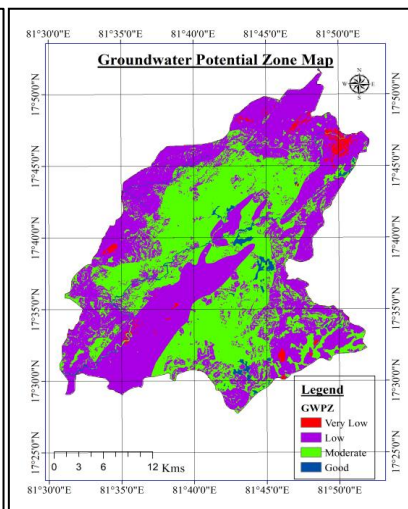 81°30'0"E 81°35'0"E 81°40'0"E 81°45'0"E 81°50'0"E
Groundwater Potential Zone Map
N
W E
S
17°50'0"N 17°50'0"N
17°45'0"N 17°45'0"N
17°40'0"N 17°40'0"N
17°35'0"N 17°35'0"N
17°30'0"N 17°30'0"N
17°25'0"N 17°25'0"N
Legend
GWPZ
Very Low
Low
Moderate
Good
0 3 6 12 Kms
81°30'0"E 81°35'0"E 81°40'0"E 81°45'0"E 81°50'0"E